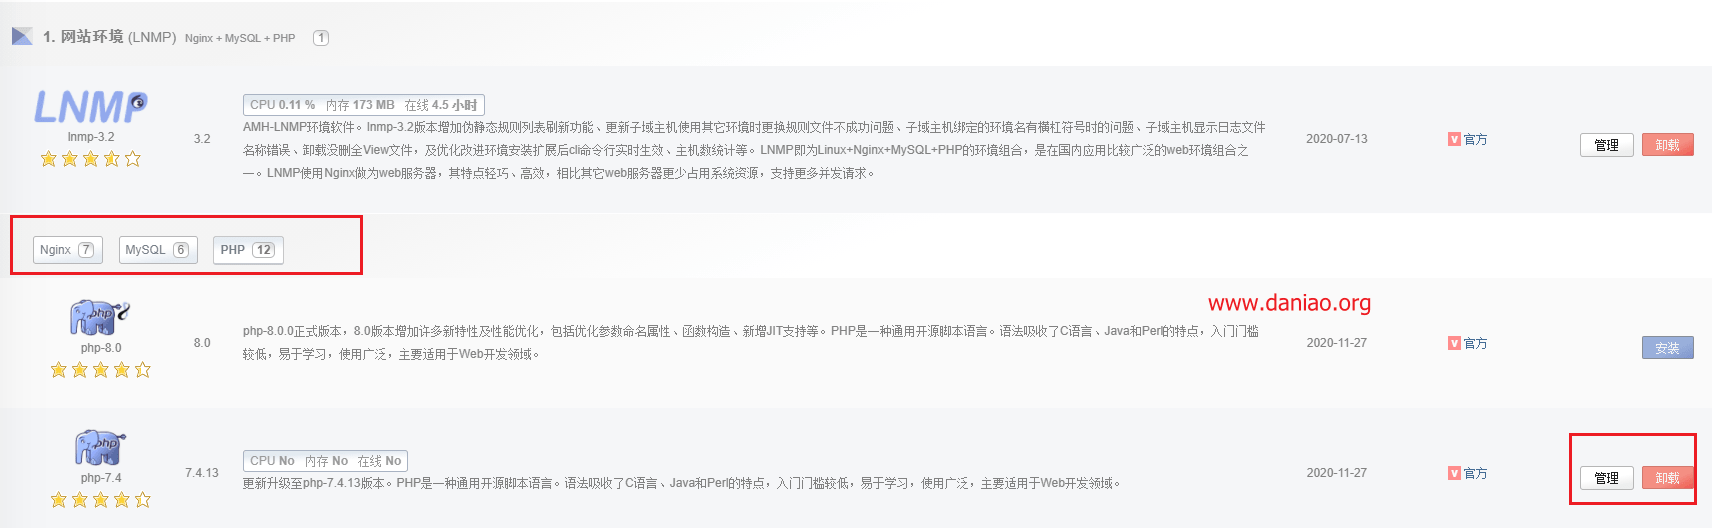 1. 网站环境 (LNMP) Nginx + MySQL + PHP 1
LNMP
lnmp-3.2
3.2
CPU 0.11 % 内存 173 MB 在线 4.5 小时
AMH-LNMP环境软件。lnmp-3.2版本增加伪静态规则列表刷新功能、更新子域主机使用其它环境时更换规则文件不成功问题、子域主机绑定的环境名有横杠符号时的问题、子域主机显示日志文件
名称错误、卸载没删全View文件，及优化改进环境安装扩展后cli命令行实时生效、主机数统计等。LNMP即为Linux+Nginx+MySQL+PHP的环境组合，是在国内应用比较广泛的web环境组合之
一。LNMP使用Nginx做为web服务器，其特点轻巧、高效，相比其它web服务器更少占用系统资源，支持更多并发请求。
2020-07-13
V 官方
管理 卸载
Nginx 7 MySQL 6 PHP 12
www.daniao.org
php 8
php-8.0
8.0
php-8.0.0正式版本，8.0版本增加许多新特性及性能优化，包括优化参数命名属性、函数构造、新增JIT支持等。PHP是一种通用开源脚本语言。语法吸收了C语言、Java和Perl的特点，入门门槛
较低，易于学习，使用广泛，主要适用于Web开发领域。
2020-11-27
V 官方
安装
php
php-7.4
7.4.13
CPU No 内存 No 在线 No
更新升级至php-7.4.13版本。PHP是一种通用开源脚本语言。语法吸收了C语言、Java和Perl的特点，入门门槛较低，易于学习，使用广泛，主要适用于Web开发领域。
2020-11-27
V 官方
管理 卸载